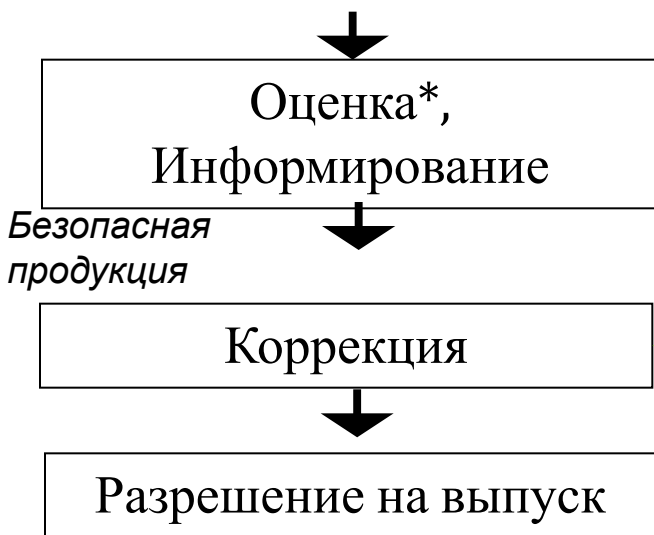 Оценка*,
Информирование
Безопасная
продукция
Коррекция
Разрешение на выпуск